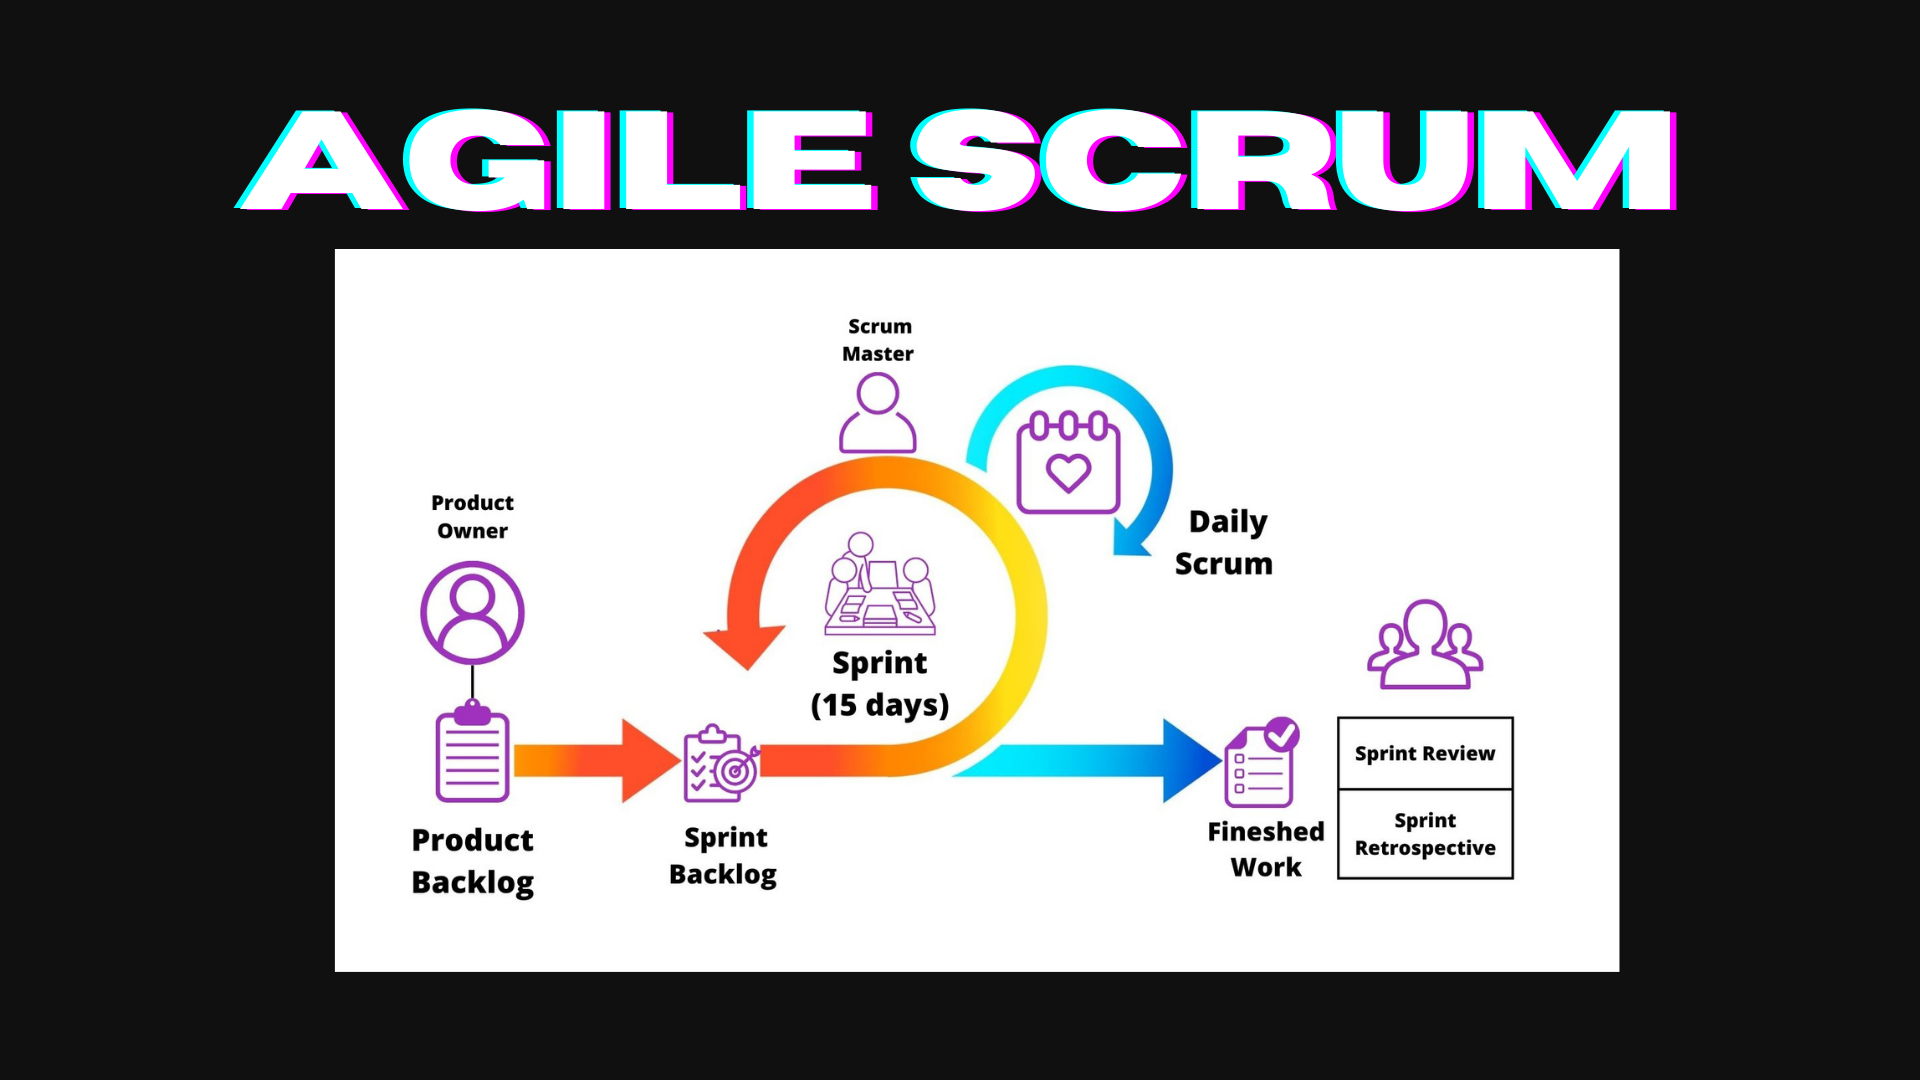 AGILE SCRUM
Scrum
Master
Product
Owner
Daily
Scrum
Sprint
(15 days)
Product
Backlog
Sprint
Backlog
Fineshed
Work
Sprint Review
Sprint
Retrospective